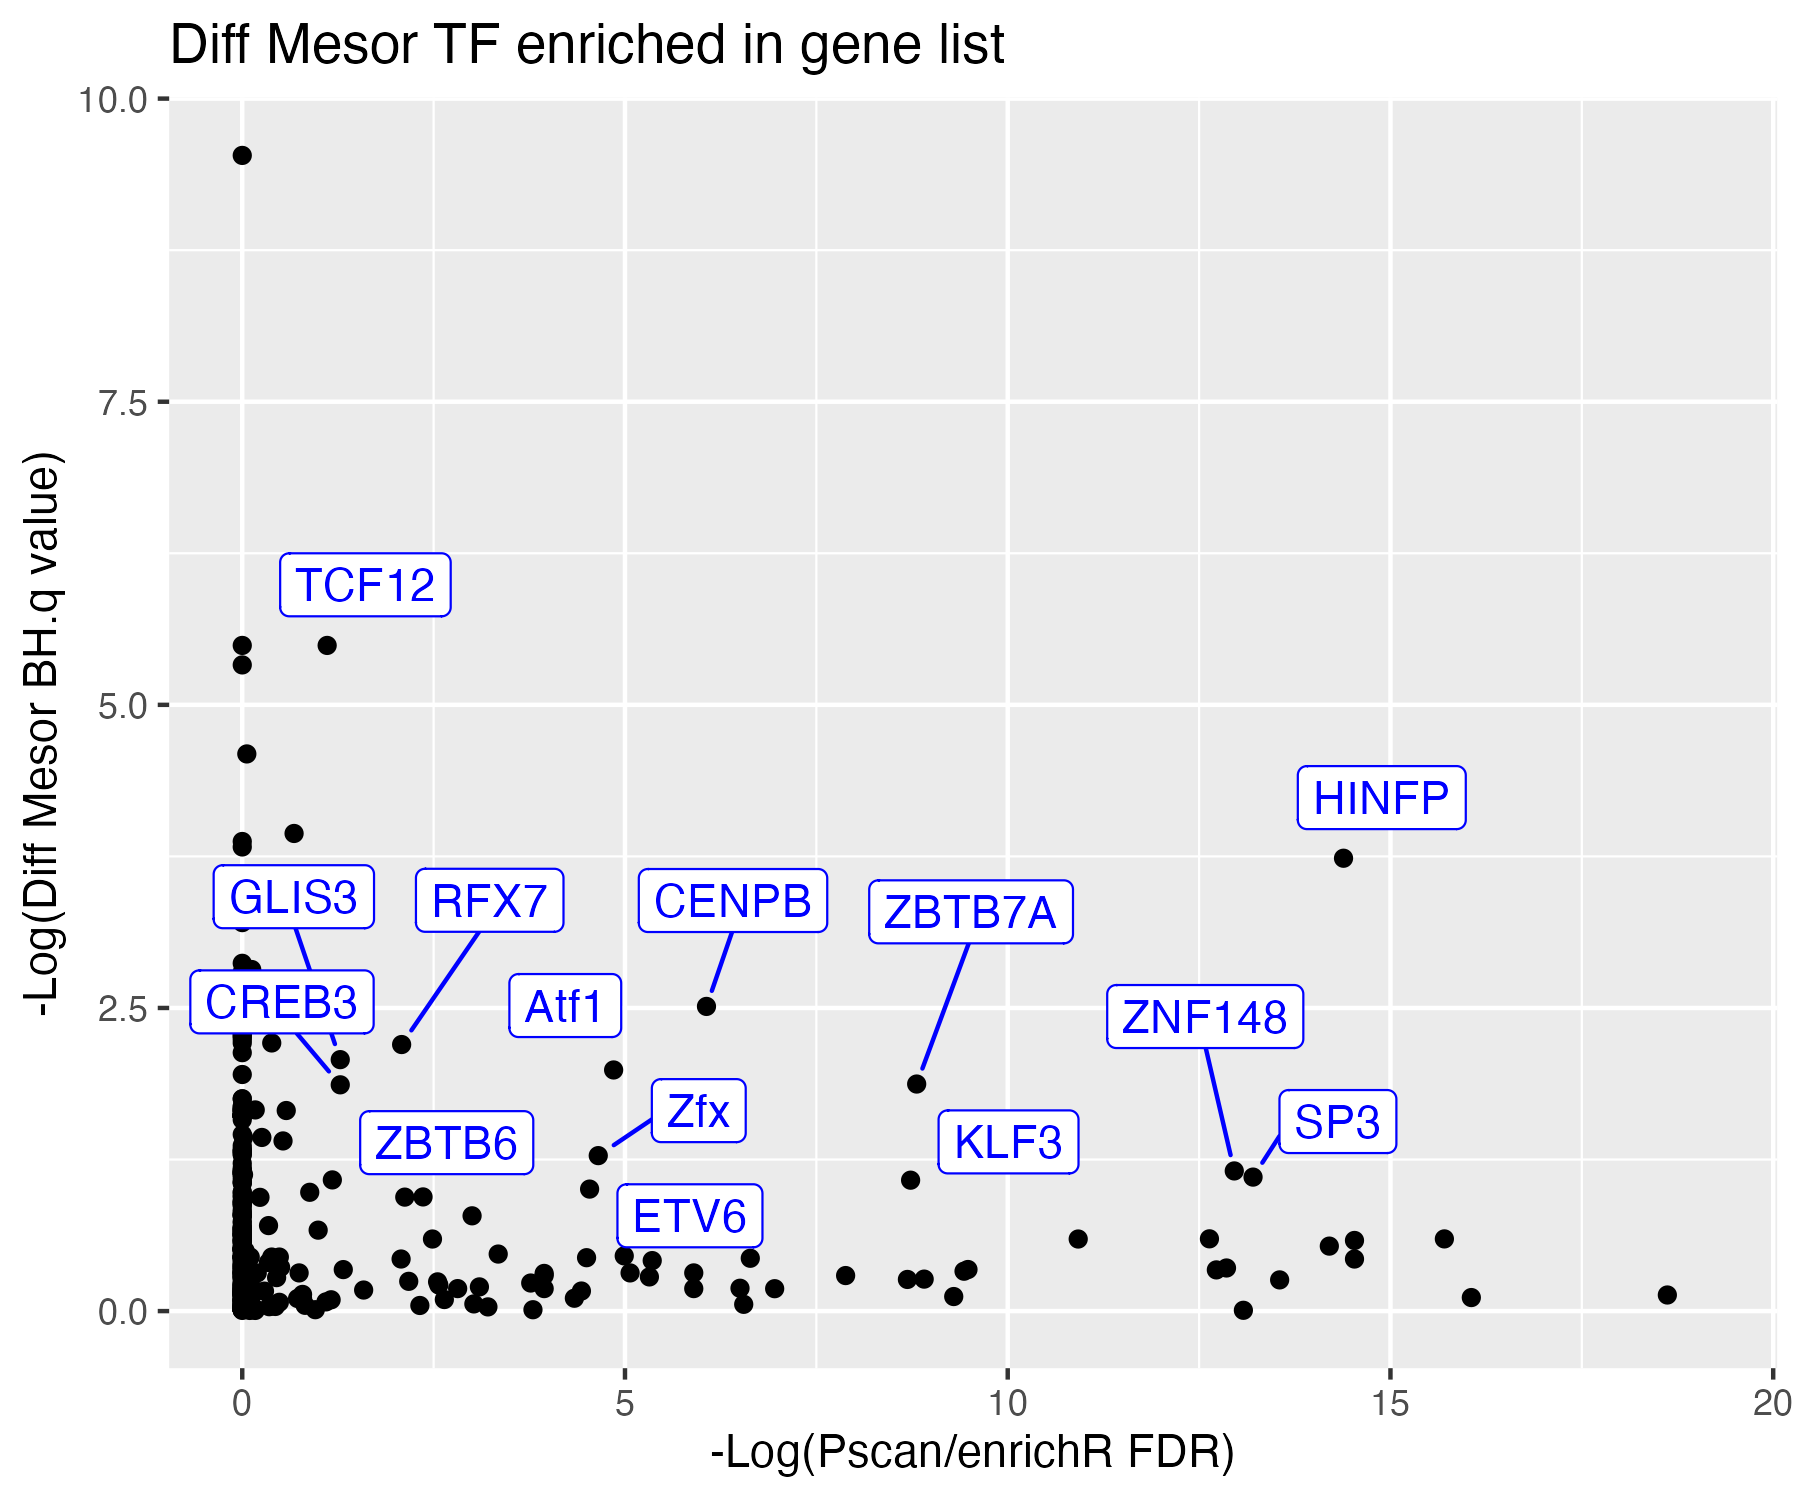 Diff Mesor TF enriched in gene list
-Log(Diff Mesor BH.q value)
10.0
7.5
5.0
2.5
0.0
TCF12
HINFP
GLIS3
RFX7
CENPB
ZBTB7A
CREB3
Atf1
ZNF148
Zfx
SP3
ZBTB6
KLF3
ETV6
0
5
10
15
20
-Log(Pscan/enrichR FDR)